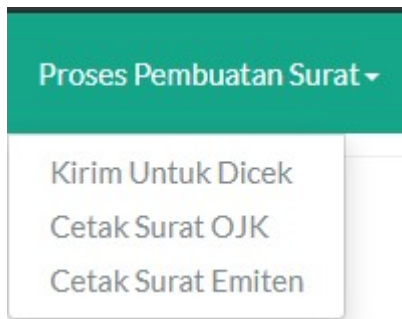 Proses Pembuatan Surat
Kirim Untuk Dicek
Cetak Surat OJK
Cetak Surat Emiten